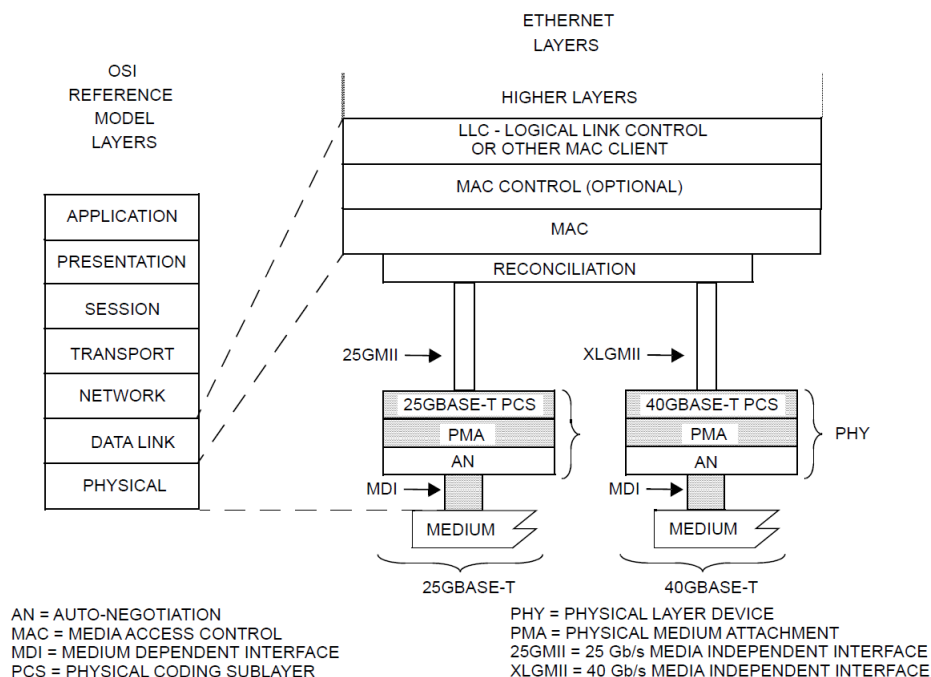 ETHERNET
LAYERS
OSI
REFERENCE
MODEL
LAYERS
HIGHER LAYERS
LLC - LOGICAL LINK CONTROL
OR OTHER MAC CLIENT
MAC CONTROL (OPTIONAL)
MAC
RECONCILIATION
APPLICATION
PRESENTATION
SESSION
TRANSPORT
NETWORK
DATA LINK
PHYSICAL
25GMII
XLGMII
25GBASE-T PCS
PMA
AN
40GBASE-T PCS
PMA
AN
PHY
MDI
MDI
MEDIUM
MEDIUM
25GBASE-T
40GBASE-T
AN = AUTO-NEGOTIATION
MAC = MEDIA ACCESS CONTROL
MDI = MEDIUM DEPENDENT INTERFACE
PCS = PHYSICAL CODING SUBLAYER
PHY = PHYSICAL LAYER DEVICE
PMA = PHYSICAL MEDIUM ATTACHMENT
25GMII = 25 Gb/s MEDIA INDEPENDENT INTERFACE
XLGMII = 40 Gb/s MEDIA INDEPENDENT INTERFACE